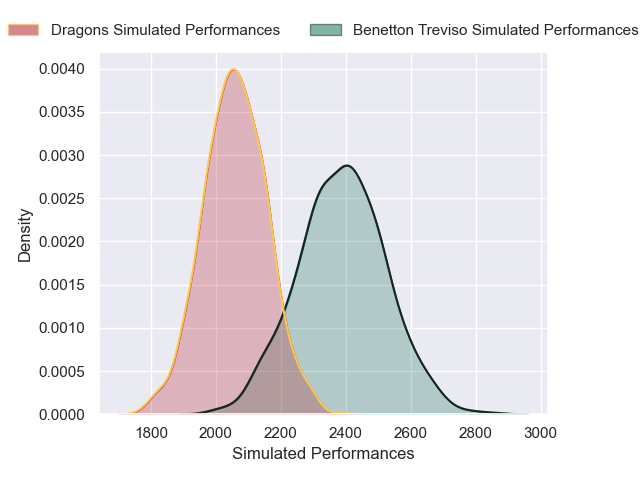 Dragons Simulated Performances Benetton Treviso Simulated Performances
0.0040
0.0035
0.0030
0.0025
0.0020
0.0015
0.0010
0.0005
0.0000
Density
1800 2000 2200 2400 2600 2800 3000
Simulated Performances